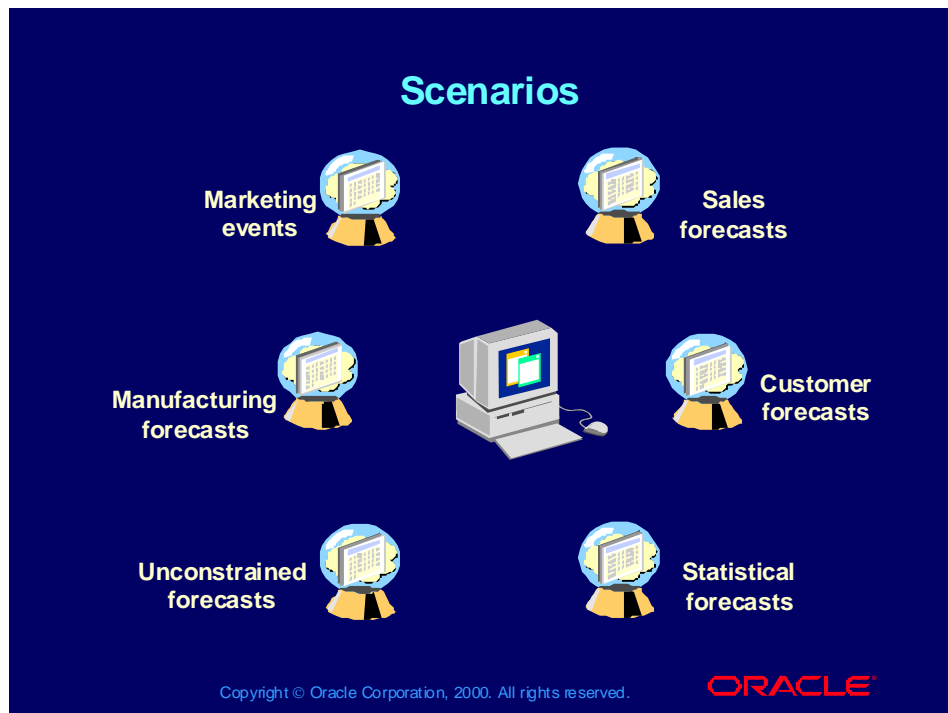 Scenarios
Marketing
events
Sales
forecasts
Manufacturing
forecasts
Customer
forecasts
Unconstrained
forecasts
Statistical
forecasts
Copyright © Oracle Corporation, 2000. All rights reserved.
ORACLE®